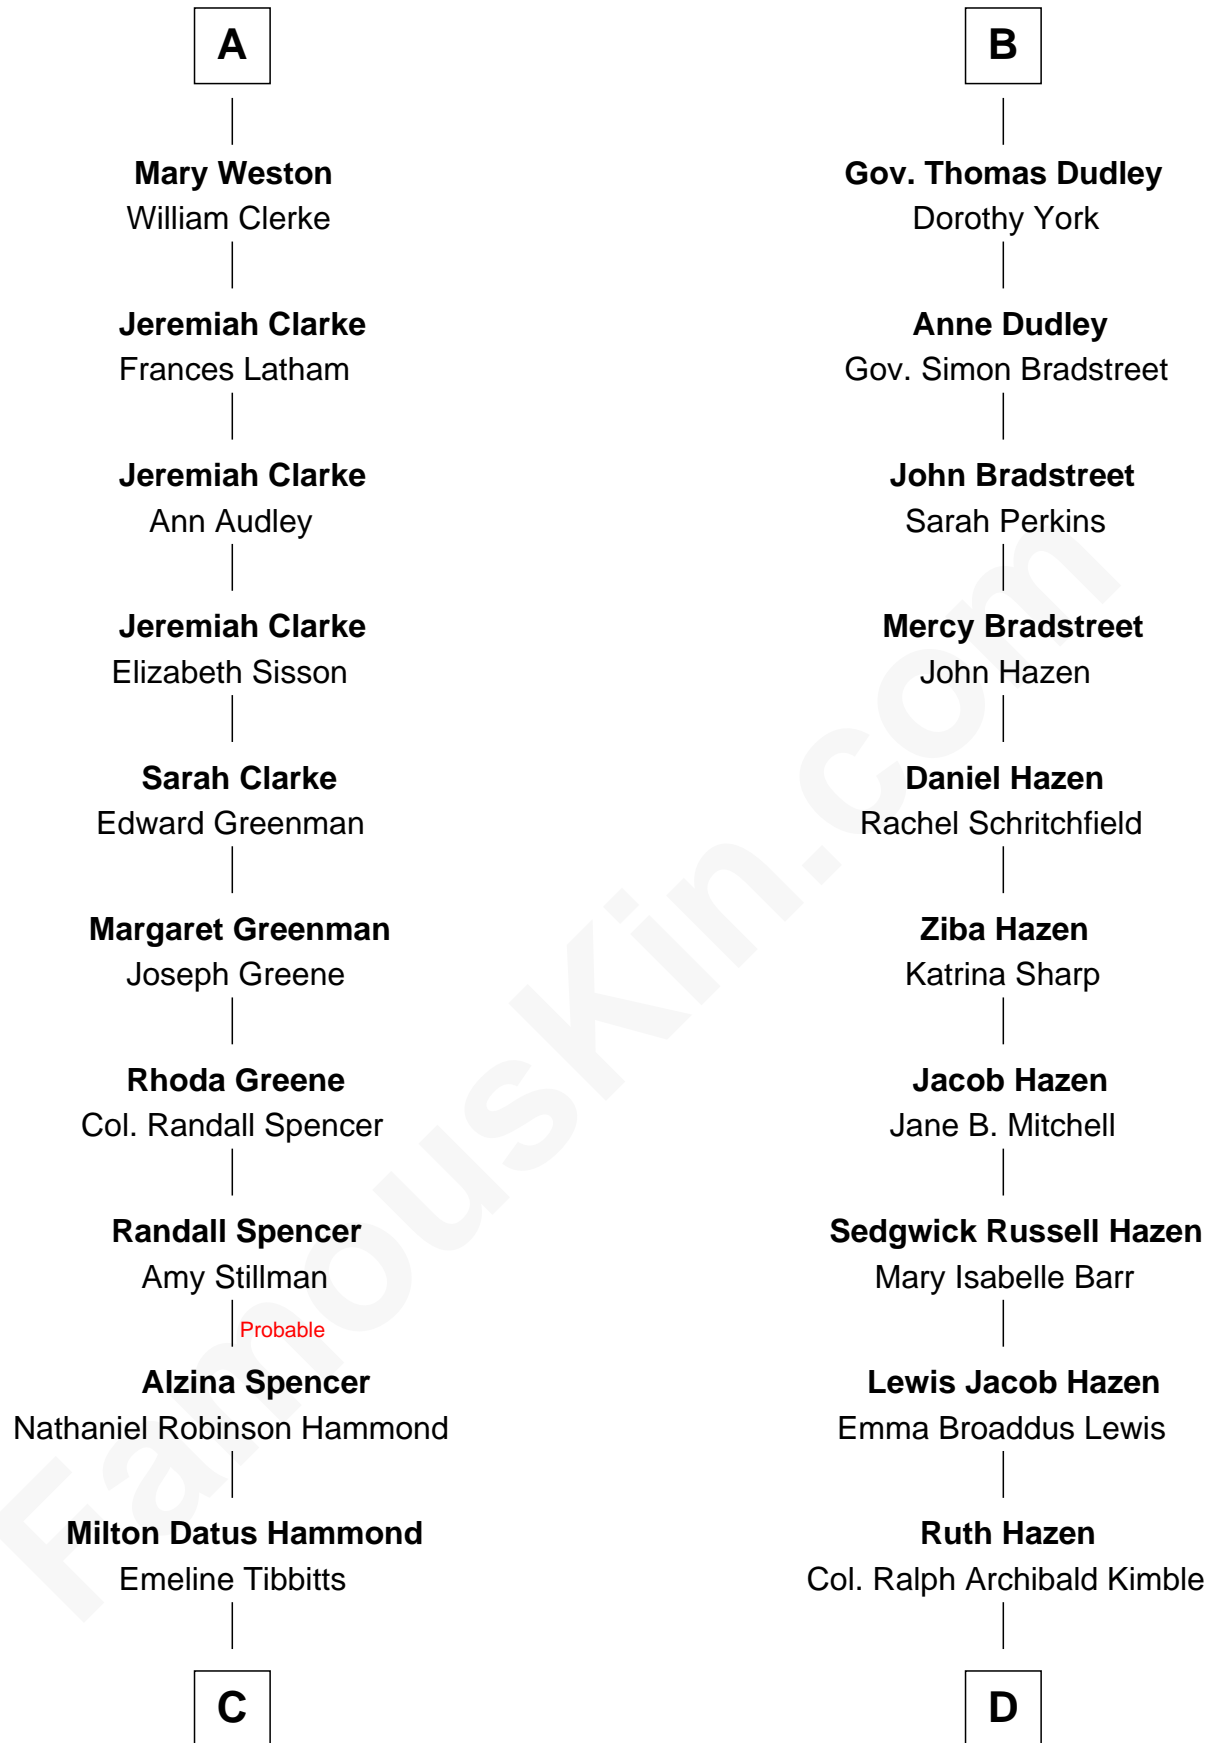 A
Mary Weston
William Clerke
Jeremiah Clarke
Frances Latham
Jeremiah Clarke
Ann Audley
Jeremiah Clarke
Elizabeth Sisson
Sarah Clarke
Edward Greenman
Margaret Greenman
Joseph Greene
Rhoda Greene
Col. Randall Spencer
Randall Spencer
Amy Stillman
Probable
Alzina Spencer
Nathaniel Robinson Hammond
Milton Datus Hammond
Emeline Tibbitts
C
B
Gov. Thomas Dudley
Dorothy York
Anne Dudley
Gov. Simon Bradstreet
John Bradstreet
Sarah Perkins
Mercy Bradstreet
John Hazen
Daniel Hazen
Rachel Schritchfield
Ziba Hazen
Katrina Sharp
Jacob Hazen
Jane B. Mitchell
Sedgwick Russell Hazen
Mary Isabelle Barr
Lewis Jacob Hazen
Emma Broaddus Lewis
Ruth Hazen
Col. Ralph Archibald Kimble
D
FamousKin.com